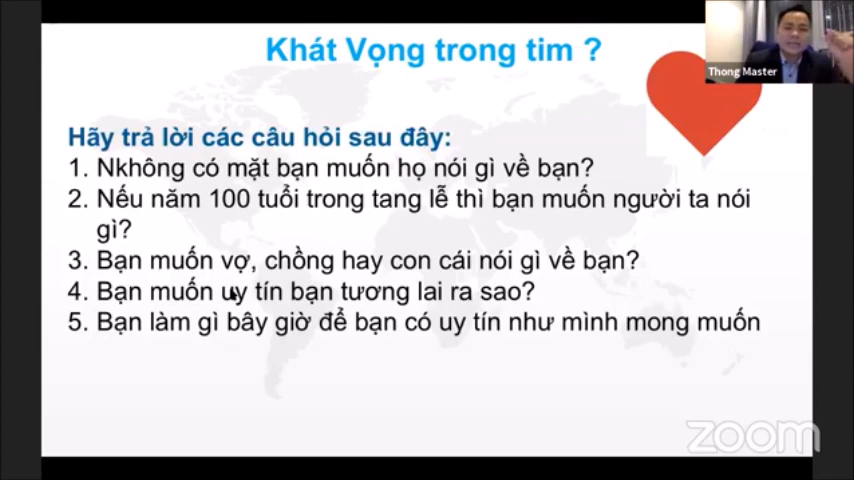 Khát Vọng trong tim ?
Thong Master
Hãy trả lời các câu hỏi sau đây:
1. Nkhông có mặt bạn muốn họ nói gì về bạn?
2. Nếu năm 100 tuổi trong tang lễ thì bạn muốn người ta nói
gì?
3. Bạn muốn vợ, chồng hay con cái nói gì về bạn?
4. Bạn muốn uy tín bạn tương lai ra sao?
5. Bạn làm gì bây giờ để bạn có uy tín như mình mong muốn
zoom